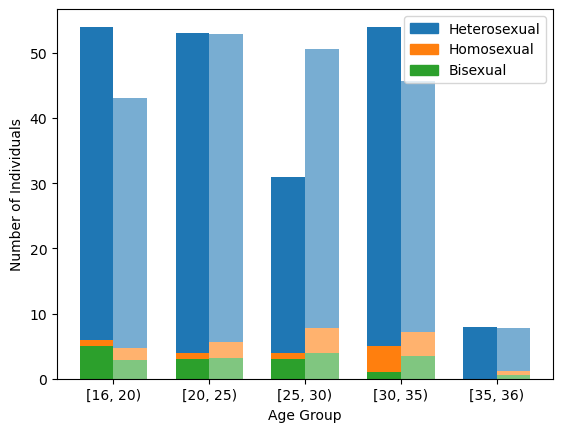 Heterosexual
Homosexual
Bisexual
Number of Individuals
50
40
30
20
10
0
[16, 20) [20, 25) [25, 30) [30, 35) [35, 36)
Age Group